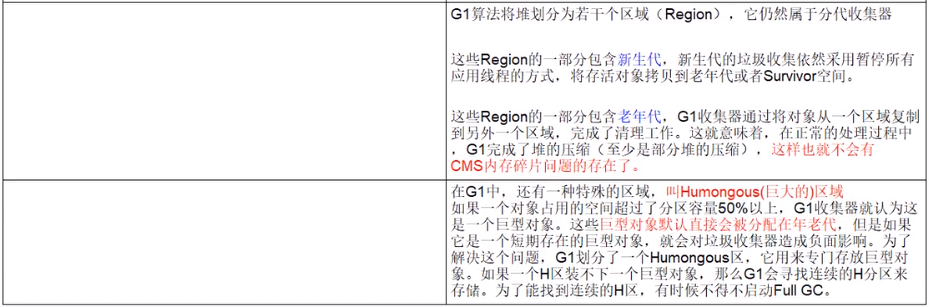 G1算法将堆划分为若干个区域（Region），它仍然属于分代收集器
这些Region的一部分包含新生代，新生代的垃圾收集依然采用暂停所有
应用线程的方式，将存活对象拷贝到老年代或者Survivor空间。
这些Region的一部分包含老年代，G1收集器通过将对象从一个区域复制
到另外一个区域，完成了清理工作。这就意味着，在正常的处理过程中
，G1完成了堆的压缩（至少是部分堆的压缩），这样也就不会有
CMS内存碎片问题的存在了。
在G1中，还有一种特殊的区域，叫Humongous(巨大的)区域
如果一个对象占用的空间超过了分区容量50%以上，G1收集器就认为这
是一个巨型对象。这些巨型对象默认直接会被分配在年老代，但是如果
它是一个短期存在的巨型对象，就会对垃圾收集器造成负面影响。为了
解决这个问题，G1划分了一个Humongous区，它用来专门存放巨型对
象。如果一个H区装不下一个巨型对象，那么G1会寻找连续的H分区来
存储。为了能找到连续的H区，有时候不得不启动Full GC。